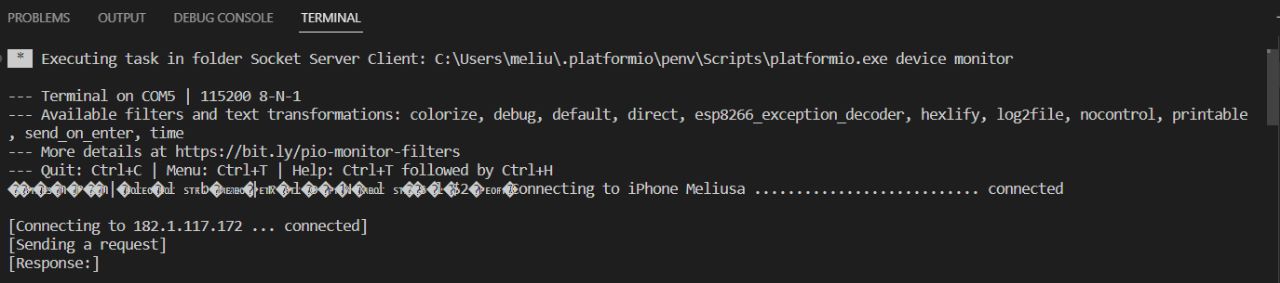 PROBLEMS OUTPUT DEBUG CONSOLE TERMINAL
* Executing task in folder Socket Server Client: C:\Users\meliu\.platformio\penv\Scripts\platformio.exe device monitor
--- Terminal on COM5 | 115200 8-N-1
--- Available filters and text transformations: colorize, debug, default, direct, esp8266_exception_decoder, hexlify, log2file, nocontrol, printable
, send_on_enter, time
--- More details at https://bit.ly/pio-monitor-filters
--- Quit: Ctrl+C | Menu: Ctrl+T | Help: Ctrl+T followed by Ctrl+H
Connecting to iPhone Meliusa ........................... connected
[Connecting to 182.1.117.172 ... connected]
[Sending a request]
[Response:]